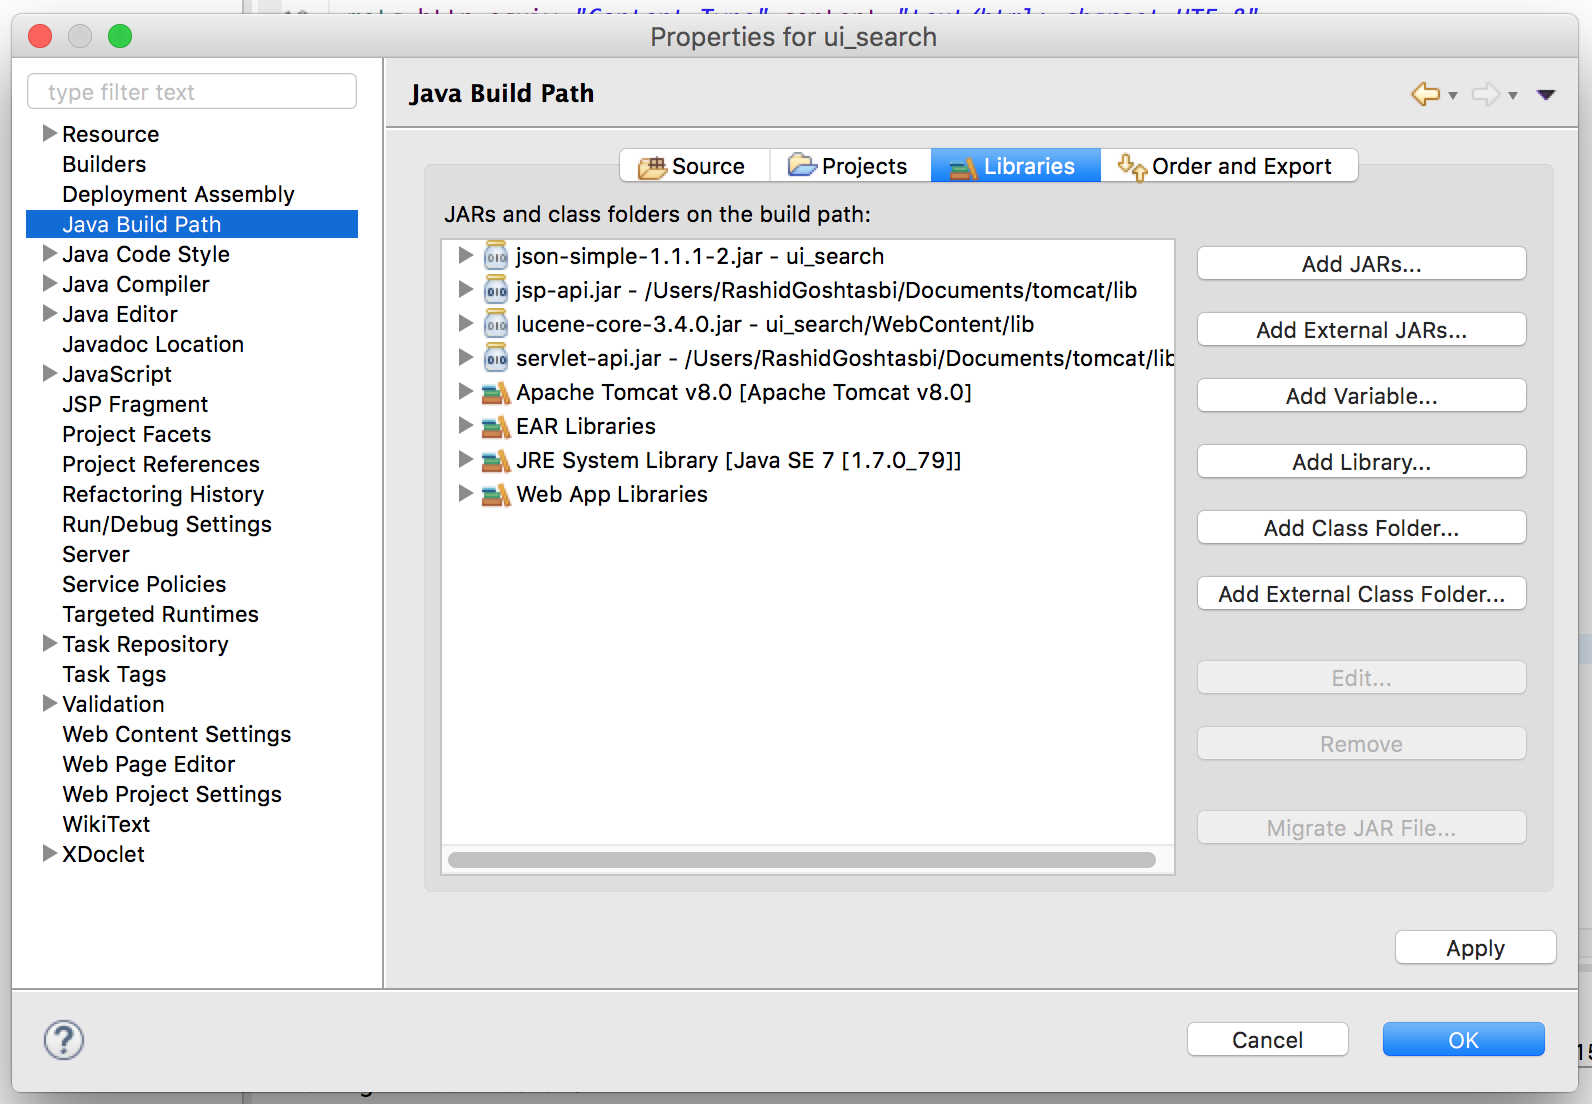 Properties for ui_search
type filter text
Resource
Builders
Deployment Assembly
Java Build Path
Java Code Style
Java Compiler
Java Editor
Javadoc Location
JavaScript
JSP Fragment
Project Facets
Project References
Refactoring History
Run/Debug Settings
Server
Service Policies
Targeted Runtimes
Task Repository
Task Tags
Validation
Web Content Settings
Web Page Editor
Web Project Settings
WikiText
XDoclet
Java Build Path
Source
Projects
Libraries
Order and Export
JARs and class folders on the build path:
json-simple-1.1.1-2.jar - ui_search
jsp-api.jar - /Users/RashidGoshtasbi/Documents/tomcat/lib
lucene-core-3.4.0.jar - ui_search/WebContent/lib
servlet-api.jar - /Users/RashidGoshtasbi/Documents/tomcat/lib
Apache Tomcat v8.0 [Apache Tomcat v8.0]
EAR Libraries
JRE System Library [Java SE 7 [1.7.0_79]]
Web App Libraries
Add JARs...
Add External JARs...
Add Variable...
Add Library...
Add Class Folder...
Add External Class Folder...
Edit...
Remove
Migrate JAR File...
Apply
?
Cancel
OK